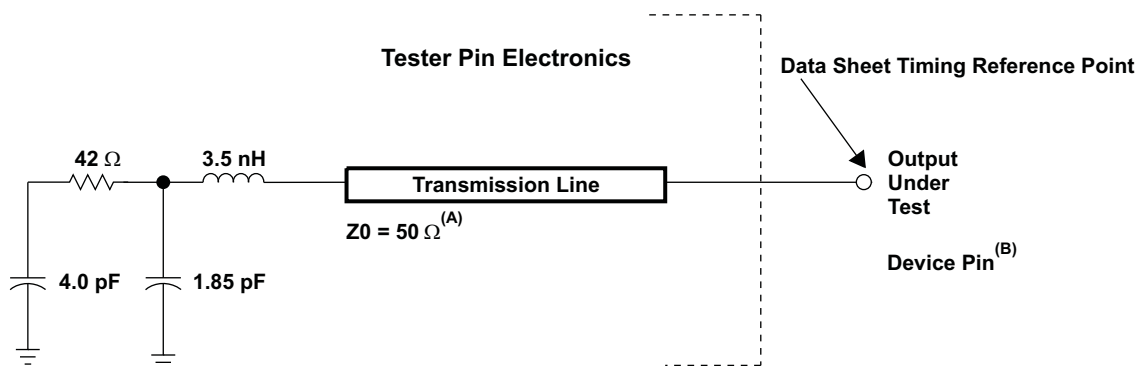 Tester Pin Electronics
Data Sheet Timing Reference Point
42 Ω
3.5 nH
Transmission Line
Output
Under
Test
Z0 = 50 Ω(A)
Device Pin(B)
4.0 pF
1.85 pF